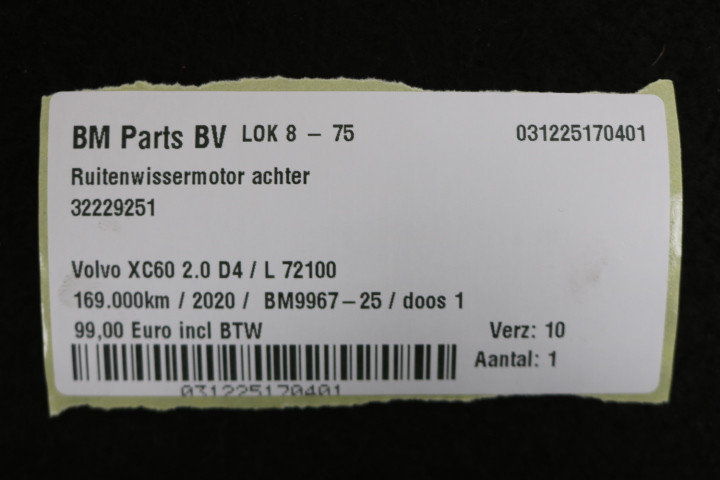 BM Parts BV LOK 8 - 75 031225170401
Ruitenwissermotor achter
32229251
Volvo XC60 2.0 D4 / L 72100
169.000km / 2020 / BM9967-25 / doos 1
99,00 Euro incl BTW Verz: 10
Aantal: 1
031225170401